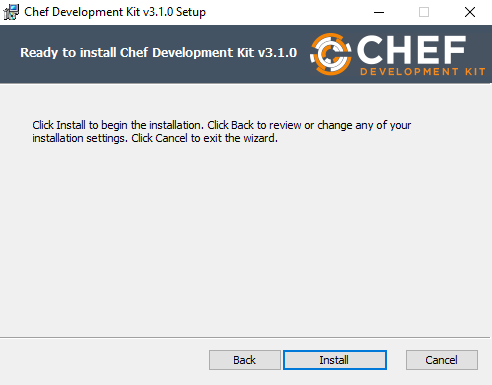 Chef Development Kit v3.1.0 Setup
Ready to install Chef Development Kit v3.1.0
CHEF
DEVELOPMENT KIT
Click Install to begin the installation. Click Back to review or change any of your
installation settings. Click Cancel to exit the wizard.
Back
Install
Cancel